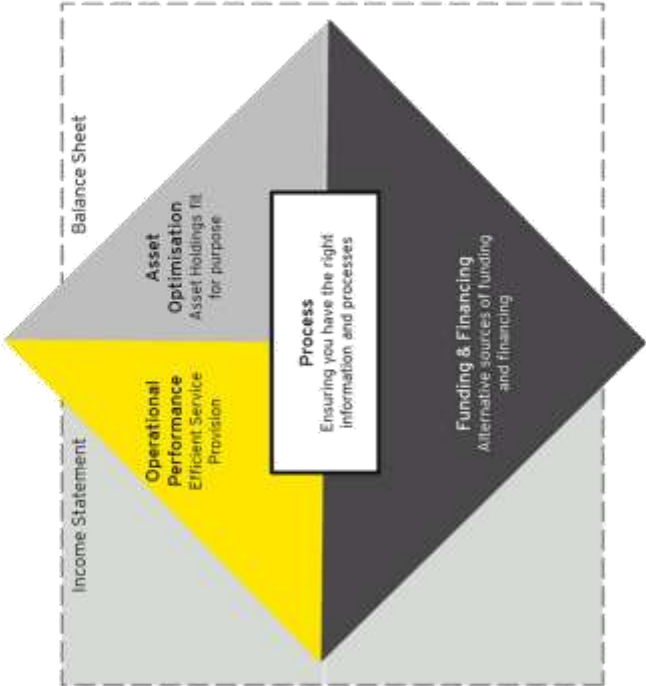 Income Statement
Balance Sheet
Operational
Performance
Efficient Service
Provision
Asset
Optimisation
Asset Holdings fit
for purpose
Process
Ensuring you have the right
information and processes
Funding & Financing
Alternative sources of funding
and financing